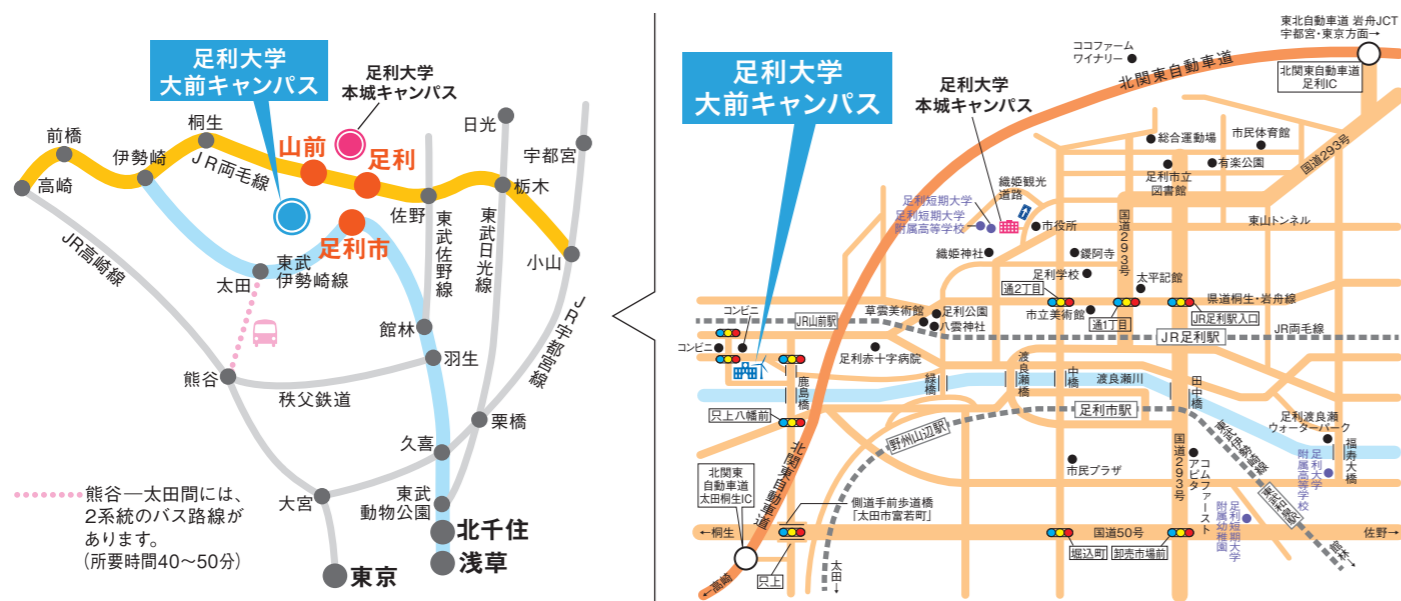 足利大学
大前キャンパス
足利大学
本城キャンパス
日光
宇都宮
桐生
前橋
伊勢崎
高崎
JR両毛線
山前
足利
栃木
佐野
足利市
小山
東武
伊勢崎線
太田
JR高崎線
東武佐野線
東武日光線
JR宇都宮線
館林
羽生
熊谷
秩父鉄道
栗橋
久喜
大宮
東武
動物公園
北千住
浅草
東京
熊谷―太田間には、
2系統のバス路線が
あります。
(所要時間40〜50分)
足利大学
大前キャンパス
足利大学
本城キャンパス
ココファーム
ワイナリー
北関東自動車道
東北自動車道 岩舟JCT
宇都宮・東京方面→
北関東自動車道
足利IC
国道293号
総合運動場
市民体育館
有楽公園
足利市立
図書館
織姫観光
道路
足利短期大学
足利短期大学
附属高等学校
市役所
国道293号
東山トンネル
織姫神社
鑁阿寺
足利学校
太平記館
通2丁目
県道桐生・岩舟線
コンビニ
JR山前駅
草雲美術館
足利公園
八雲神社
市立美術館
通1丁目
JR足利駅入口
JR足利駅
JR両毛線
コンビニ
足利赤十字病院
鹿島橋
緑橋
渡良瀬橋
中橋
渡良瀬川
田中橋
只上八幡前
足利市駅
野州山辺駅
足利渡良瀬
ウォーターパーク
東武伊勢崎線
福寿大橋
足利大学
附属高等学校
市民プラザ
国道293号
アピタ
コムファースト
北関東
自動車道
太田桐生IC
北関東自動車道
側道手前歩道橋
「太田市富若町」
足利短期大学
附属幼稚園
←桐生
国道50号
佐野→
堀込町
卸売市場前
只上
太田→
館林→
←高崎